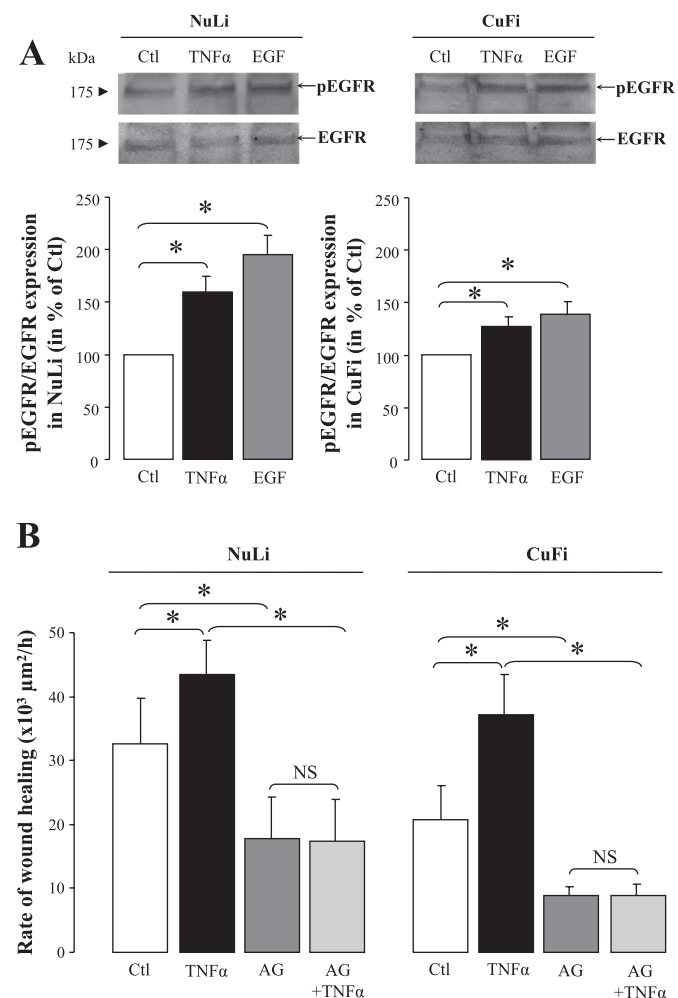 NuLi
CuFi
A
kDa
Ctl
TNFα
EGF
Ctl
TNFα
EGF
175
pEGFR
175
pEGFR
175
EGFR
175
EGFR
pEGFR/EGFR expression
in NuLi (in % of Ctl)
250
200
150
100
50
0
*
*
Ctl
TNFα
EGF
pEGFR/EGFR expression
in CuFi (in % of Ctl)
250
200
150
100
50
0
*
*
Ctl
TNFα
EGF
B
NuLi
CuFi
Rate of wound healing (x10³ µm²/h)
50
40
30
20
10
0
*
*
*
NS
Ctl
TNFα
AG
AG
+TNFα
*
*
*
NS
Ctl
TNFα
AG
AG
+TNFα